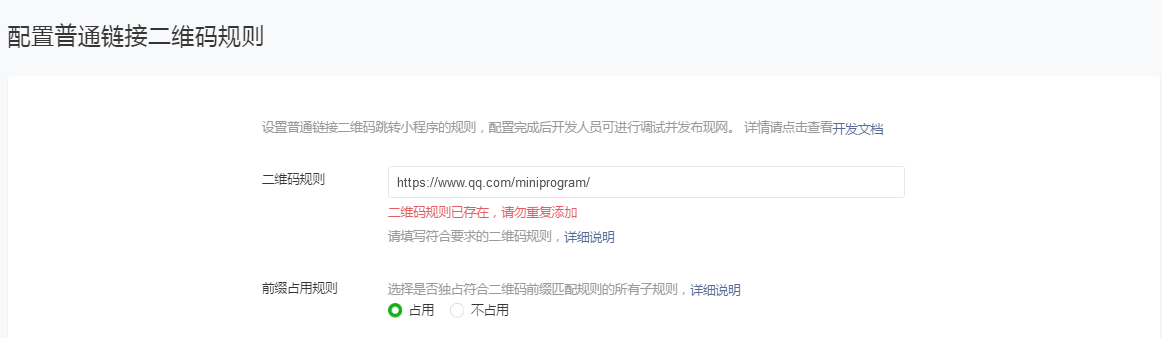 配置普通链接二维码规则
设置普通链接二维码跳转小程序的规则，配置完成后开发人员可进行调试并发布现网。 详情请点击查看开发文档
二维码规则
https://www.qq.com/miniprogram/
二维码规则已存在，请勿重复添加
请填写符合要求的二维码规则，详细说明
前缀占用规则
选择是否独占符合二维码前缀匹配规则的所有子规则，详细说明
占用 不占用